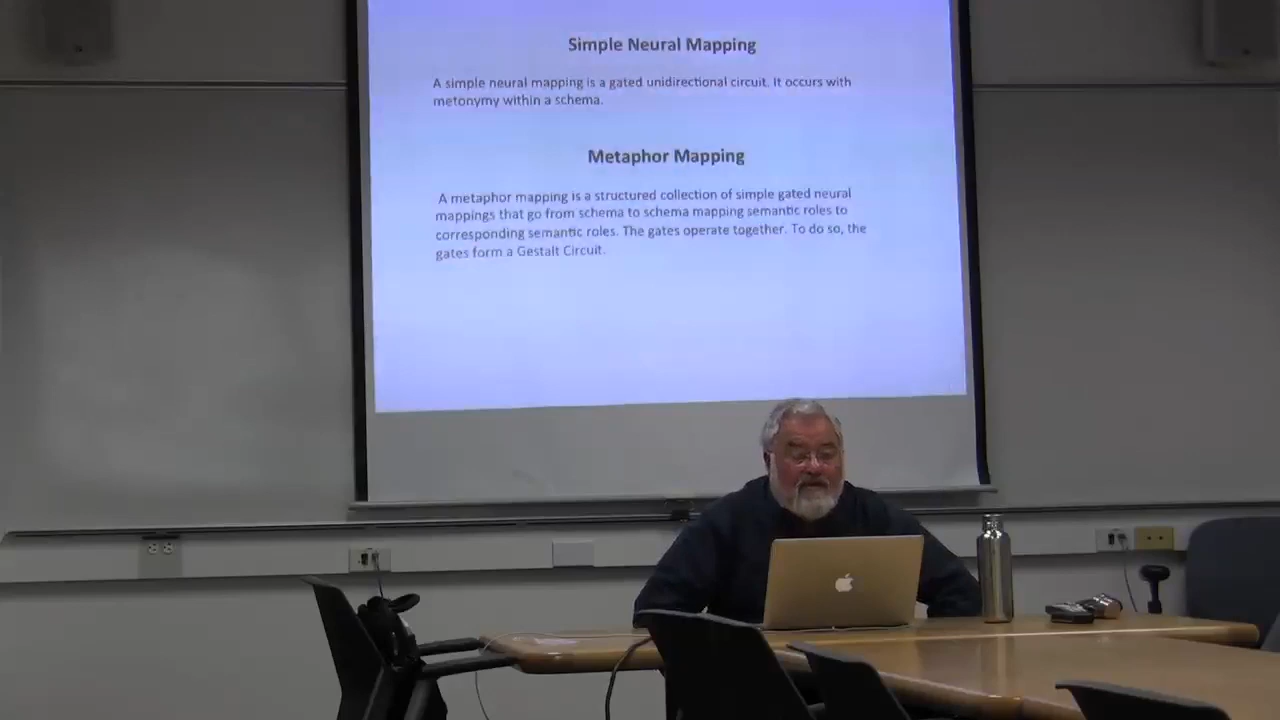 Simple Neural Mapping
A simple neural mapping is a gated unidirectional circuit. It occurs with
metonymy within a schema.
Metaphor Mapping
A metaphor mapping is a structured collection of simple gated neural
mappings that go from schema to schema mapping semantic roles to
corresponding semantic roles. The gates operate together. To do so, the
gates form a Gestalt Circuit.